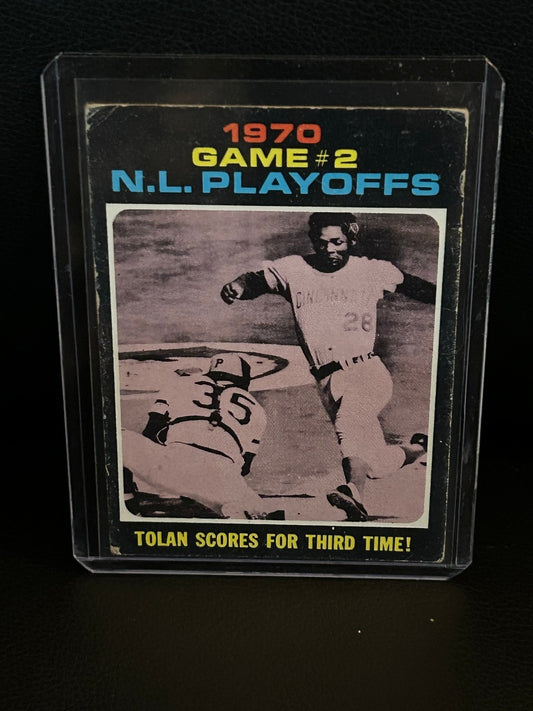 1970
GAME #2
N.L. PLAYOFFS
CINCINNATI
28
P
35
TOLAN SCORES FOR THIRD TIME!